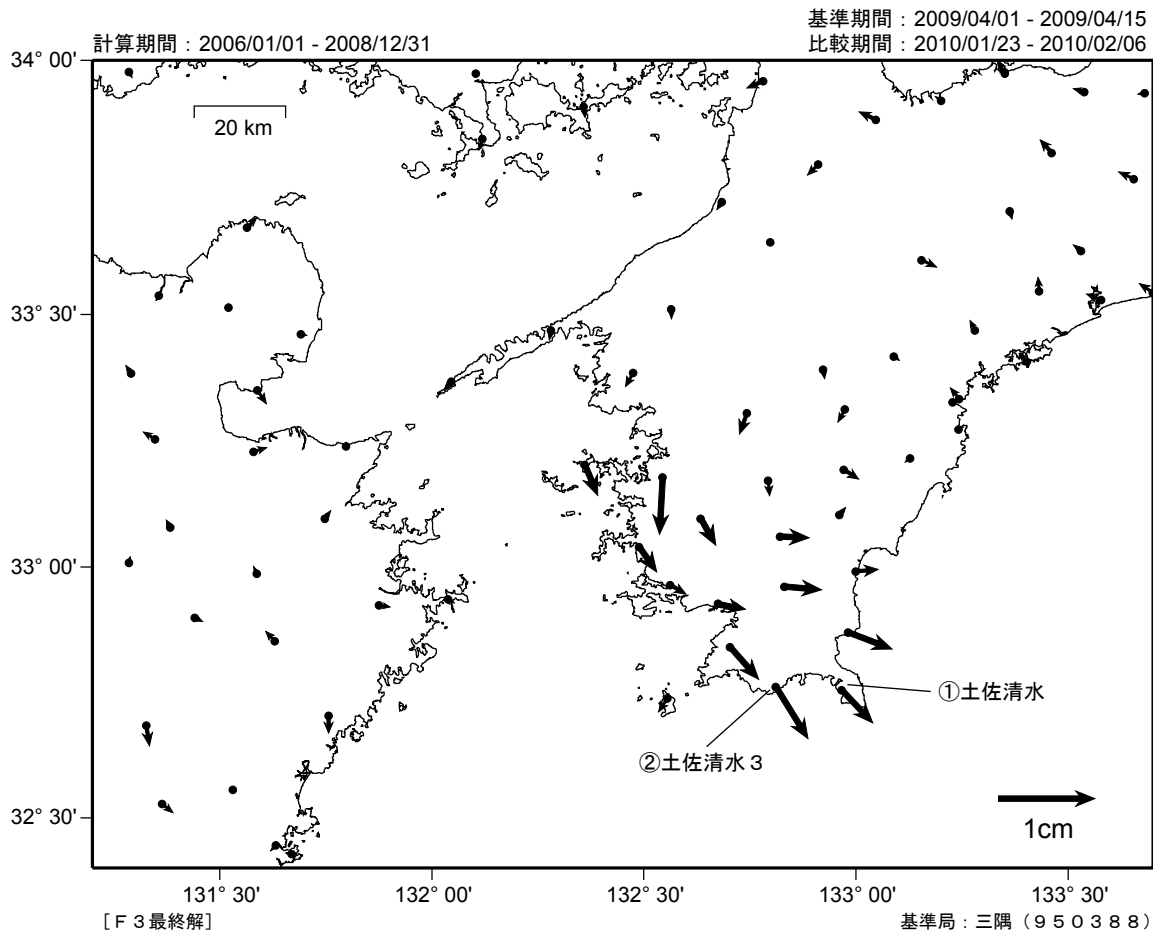 基準期間：2009/04/01 - 2009/04/15
計算期間：2006/01/01 - 2008/12/31
比較期間：2010/01/23 - 2010/02/06
34° 00'
20 km
33° 30'
33° 00'
①土佐清水
②土佐清水３
32° 30'
1cm
131° 30'
132° 00'
132° 30'
133° 00'
133° 30'
［Ｆ３最終解］
基準局：三隅（９５０３８８）